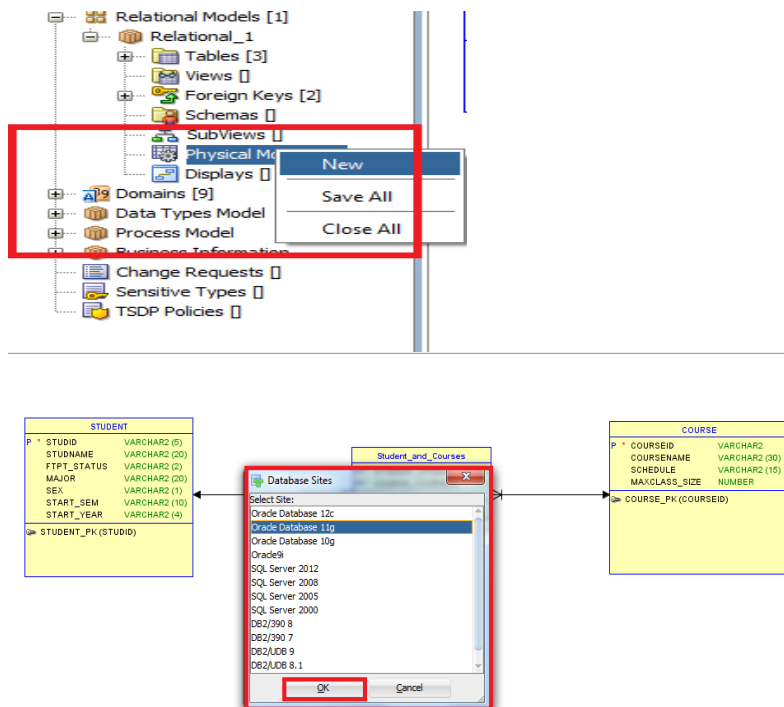 Relational Models [1]
Relational_1
Tables [3]
Views []
Foreign Keys [2]
Schemas []
SubViews []
Physical Mo
New
Displays []
Save All
Domains [9]
Data Types Model
Close All
Process Model
Business Information
Change Requests []
Sensitive Types []
TSDP Policies []
STUDENT
P * STUDID VARCHAR2 (5)
STUDNAME VARCHAR2 (20)
FTPT_STATUS VARCHAR2 (2)
MAJOR VARCHAR2 (20)
SEX VARCHAR2 (1)
START_SEM VARCHAR2 (10)
START_YEAR VARCHAR2 (4)
STUDENT_PK (STUDID)
Student_and_Courses
Database Sites
Select Site:
Oracle Database 12c
Oracle Database 11g
Oracle Database 10g
Oracle9i
SQL Server 2012
SQL Server 2008
SQL Server 2005
SQL Server 2000
DB2/390 8
DB2/390 7
DB2/UDB 9
DB2/UDB 8.1
OK Cancel
COURSE
P * COURSEID VARCHAR2
COURSENAME VARCHAR2 (30)
SCHEDULE VARCHAR2 (15)
MAXCLASS_SIZE NUMBER
COURSE_PK (COURSEID)